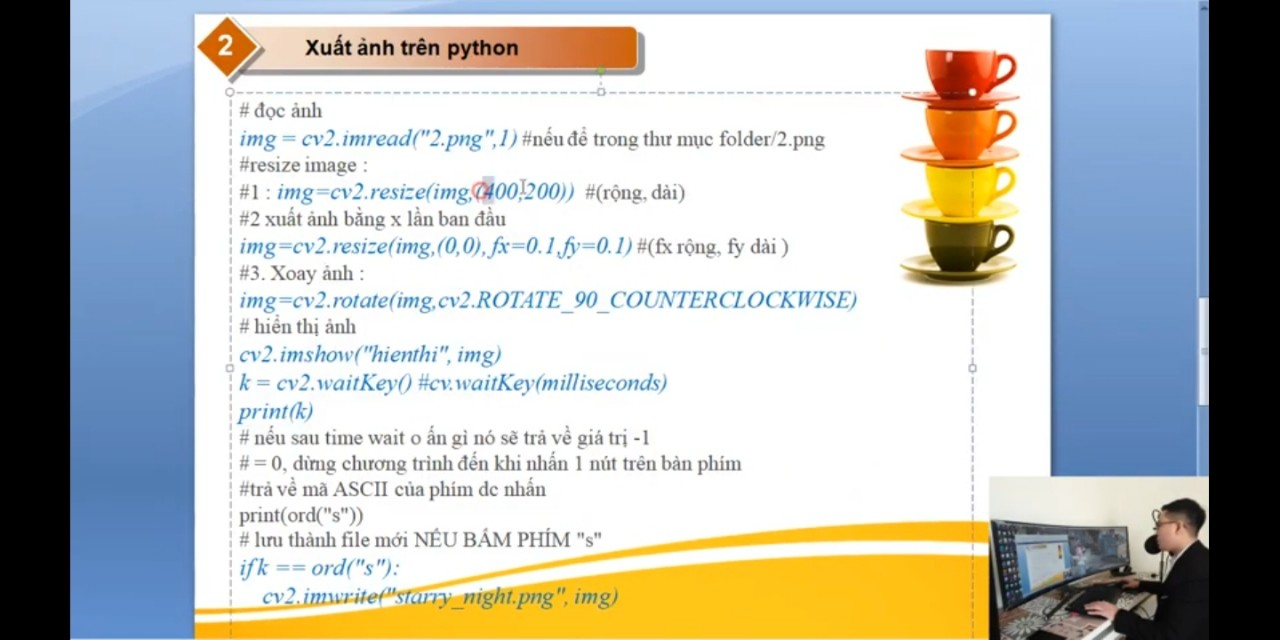 2
Xuất ảnh trên python
# đọc ảnh
img = cv2.imread("2.png",1) #nếu để trong thư mục folder/2.png
#resize image :
#1 : img=cv2.resize(img,(400,200)) #(rộng, dài)
#2 xuất ảnh bằng x lần ban đầu
img=cv2.resize(img,(0,0),fx=0.1,fy=0.1) #(fx rộng, fy dài )
#3. Xoay ảnh :
img=cv2.rotate(img,cv2.ROTATE_90_COUNTERCLOCKWISE)
# hiển thị ảnh
cv2.imshow("hienthi", img)
k = cv2.waitKey() #cv.waitKey(milliseconds)
print(k)
# nếu sau time wait o ấn gì nó sẽ trả về giá trị -1
# = 0, dừng chương trình đến khi nhấn 1 nút trên bàn phím
#trả về mã ASCII của phím dc nhấn
print(ord("s"))
# lưu thành file mới NẾU BẤM PHÍM "s"
if k == ord("s"):
cv2.imwrite("starry_night.png", img)